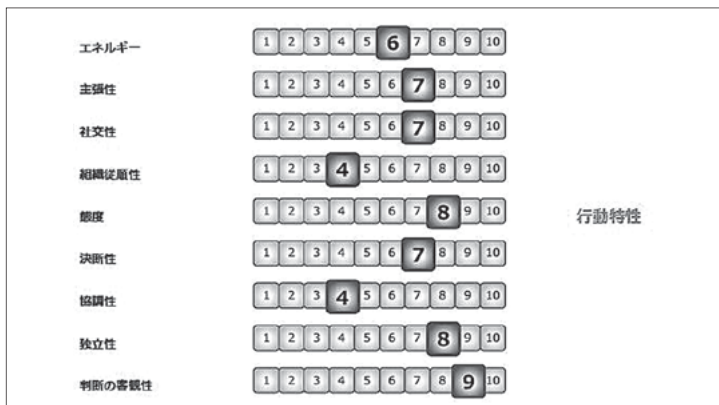 エネルギー 1 2 3 4 5 6 7 8 9 10
主張性 1 2 3 4 5 6 7 8 9 10
社交性 1 2 3 4 5 6 7 8 9 10
組織従順性 1 2 3 4 5 6 7 8 9 10
態度 1 2 3 4 5 6 7 8 9 10 行動特性
決断性 1 2 3 4 5 6 7 8 9 10
協調性 1 2 3 4 5 6 7 8 9 10
独立性 1 2 3 4 5 6 7 8 9 10
判断の客観性 1 2 3 4 5 6 7 8 9 10